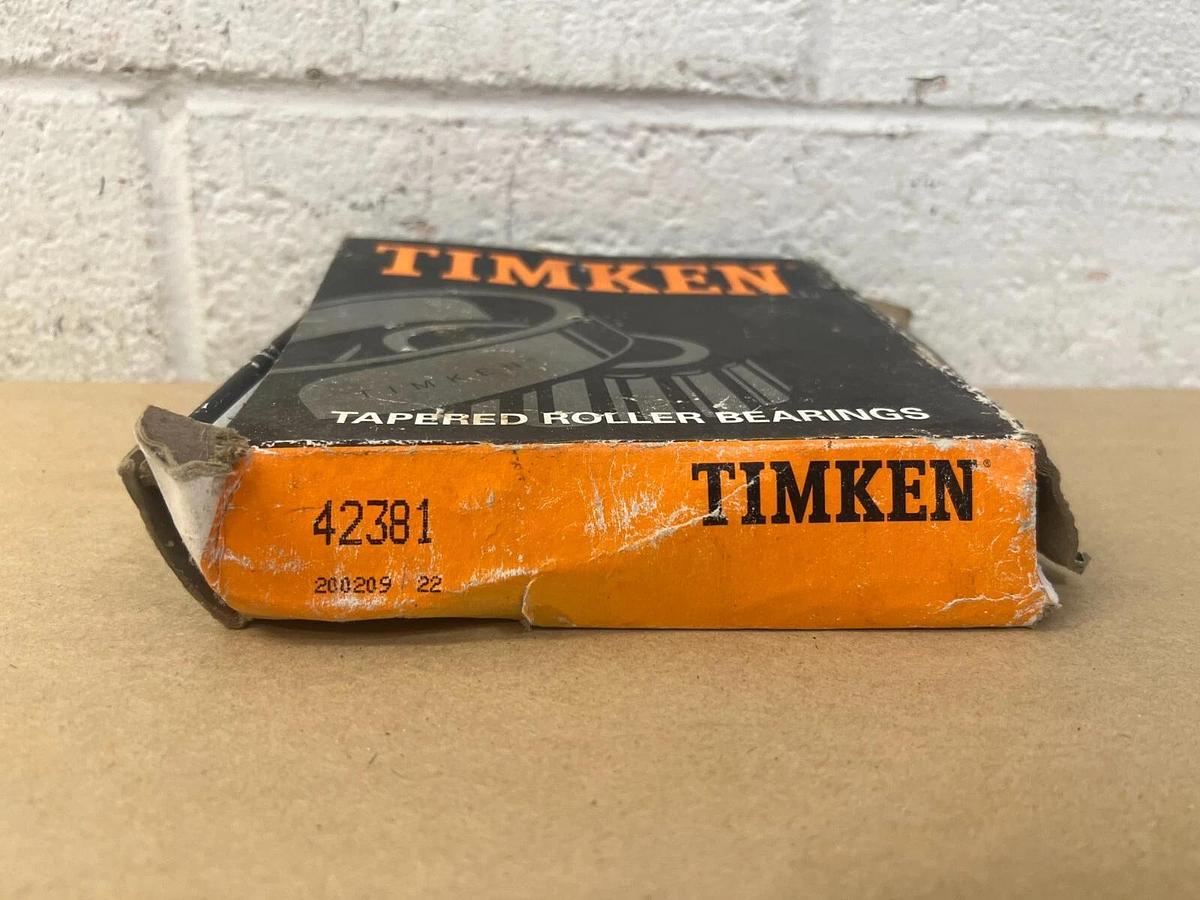 TIMKEN
TIMKEN
TAPERED ROLLER BEARINGS
TIMKEN®
42381
200209 22